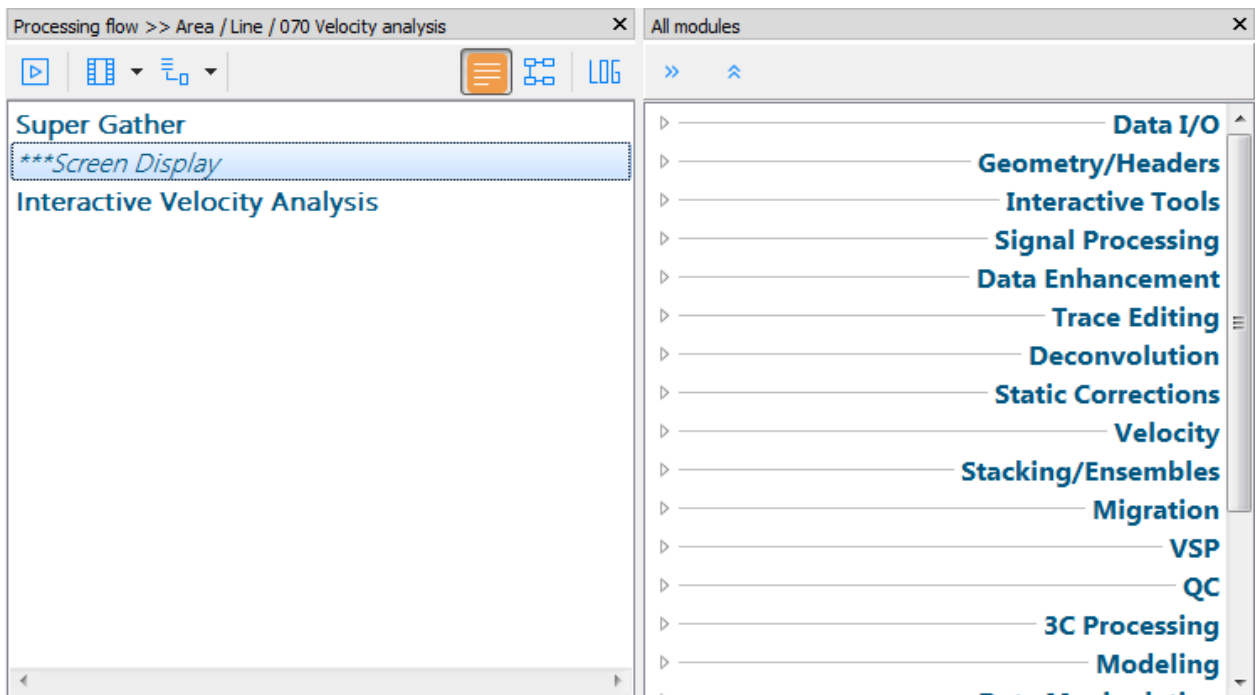 Processing flow >> Area / Line / 070 Velocity analysis
LOG
Super Gather
***Screen Display
Interactive Velocity Analysis
All modules
Data I/O
Geometry/Headers
Interactive Tools
Signal Processing
Data Enhancement
Trace Editing
Deconvolution
Static Corrections
Velocity
Stacking/Ensembles
Migration
VSP
QC
3C Processing
Modeling